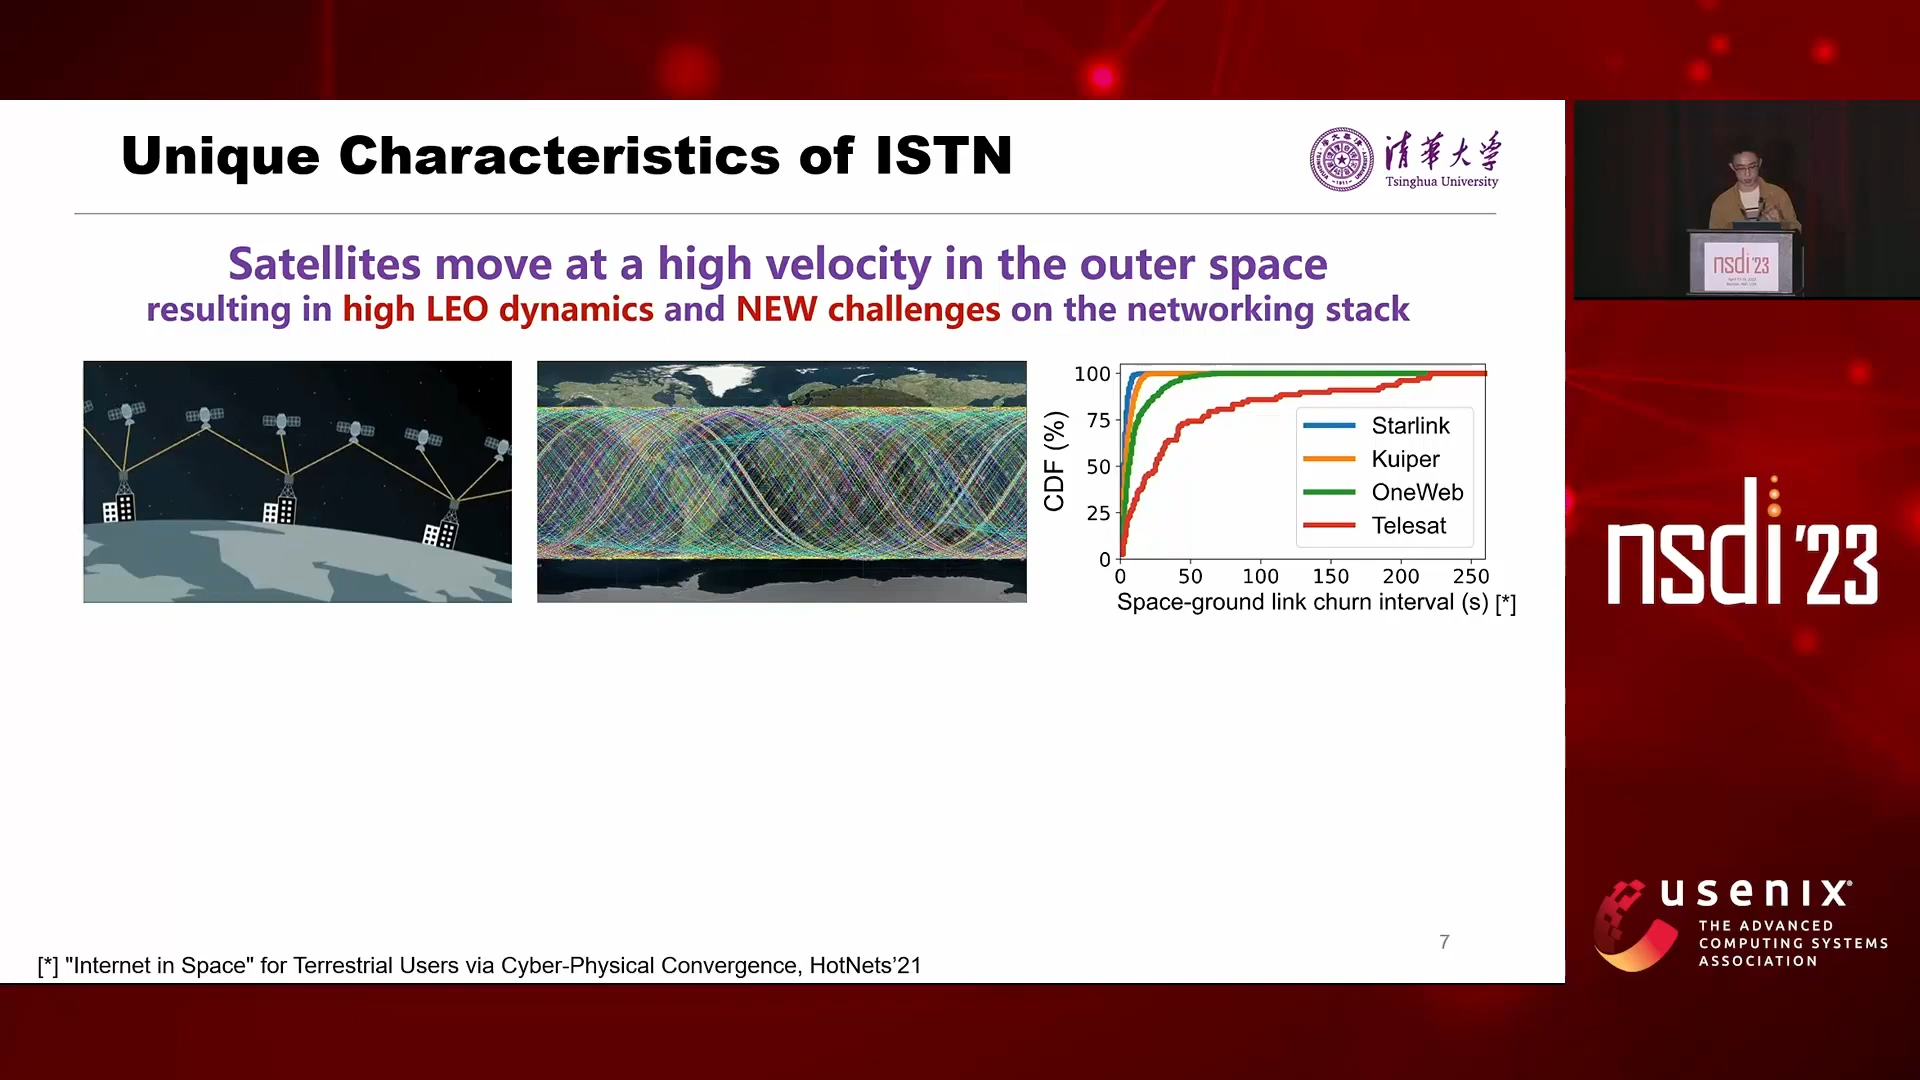 Unique Characteristics of ISTN
清華大学
Tsinghua University
Satellites move at a high velocity in the outer space
resulting in high LEO dynamics and NEW challenges on the networking stack
CDF (%)
100
75
50
25
0
Starlink
Kuiper
OneWeb
Telesat
0 50 100 150 200 250
Space-ground link churn interval (s) [*]
7
[*] "Internet in Space" for Terrestrial Users via Cyber-Physical Convergence, HotNets’21
nsdi '23
nsdi '23
usenix®
THE ADVANCED
COMPUTING SYSTEMS
ASSOCIATION